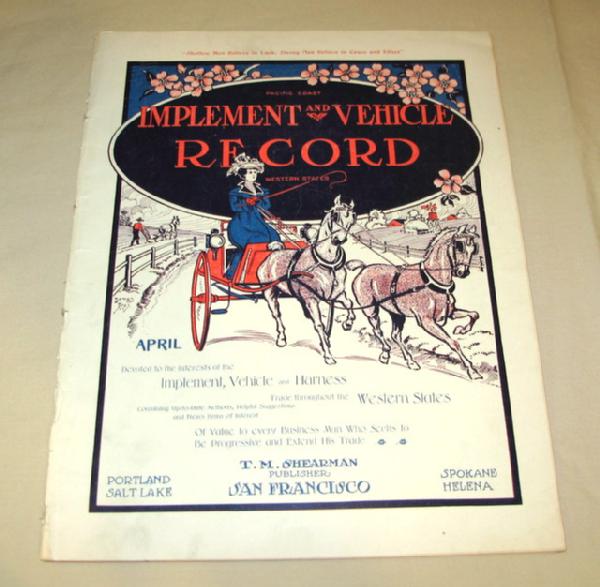 "Shallow Men Believe in Luck, Strong Men Believe in Cause and Effect"
PACIFIC COAST
IMPLEMENT AND VEHICLE
RECORD
WESTERN STATES
APRIL
Devoted to the Interests of the
Implement, Vehicle and Harness
Trade throughout the Western States
Containing Up-to-date Methods, Helpful Suggestions
and News Items of Interest
Of Value to every Business Man Who Seeks to
Be Progressive and Extend His Trade
T. M. SHEARMAN
PUBLISHER
SAN FRANCISCO
PORTLAND
SALT LAKE
SPOKANE
HELENA